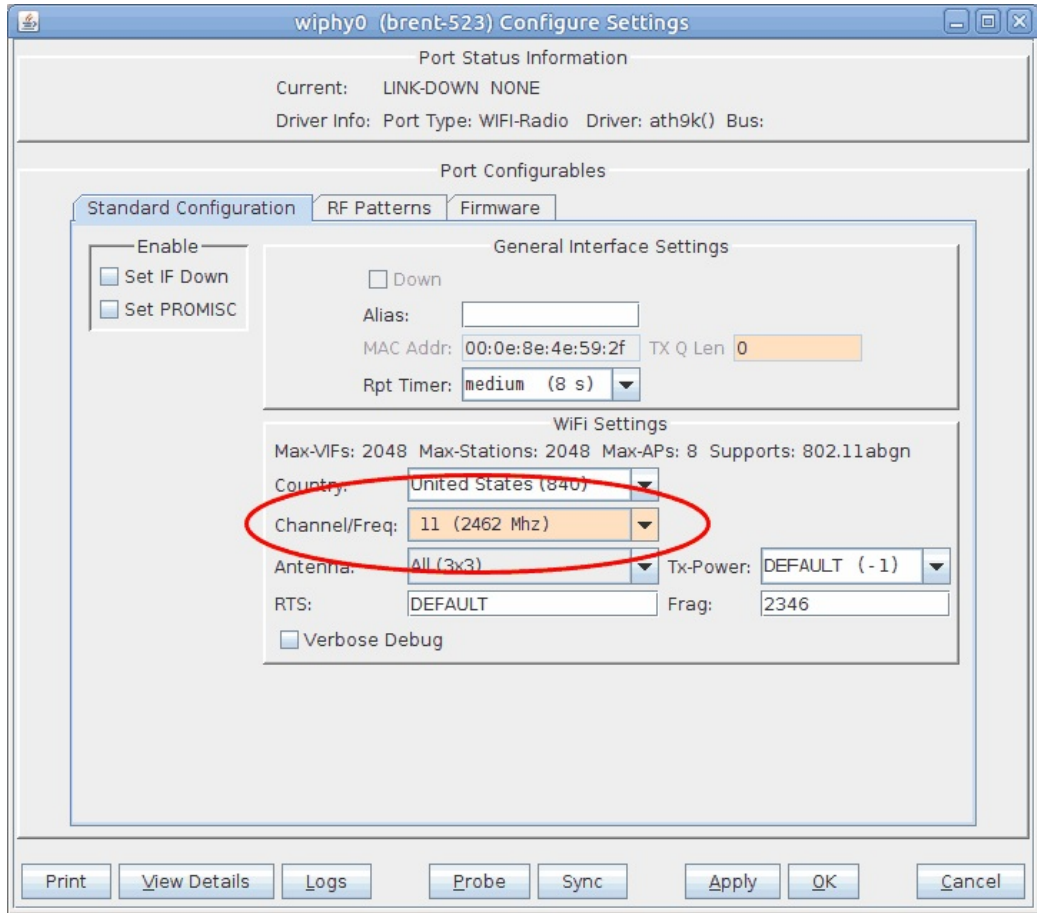 wiphy0 (brent-523) Configure Settings
Port Status Information
Current: LINK-DOWN NONE
Driver Info: Port Type: WIFI-Radio Driver: ath9k() Bus:
Port Configurables
Standard Configuration RF Patterns Firmware
Enable
Set IF Down
Set PROMISC
General Interface Settings
Down
Alias:
MAC Addr: 00:0e:8e:4e:59:2f TX Q Len 0
Rpt Timer: medium (8 s)
WiFi Settings
Max-VIFs: 2048 Max-Stations: 2048 Max-APs: 8 Supports: 802.11abgn
Country: United States (840)
Channel/Freq: 11 (2462 Mhz)
Antenna: All (3x3) Tx-Power: DEFAULT (-1)
RTS: DEFAULT Frag: 2346
Verbose Debug
Print View Details Logs Probe Sync Apply OK Cancel